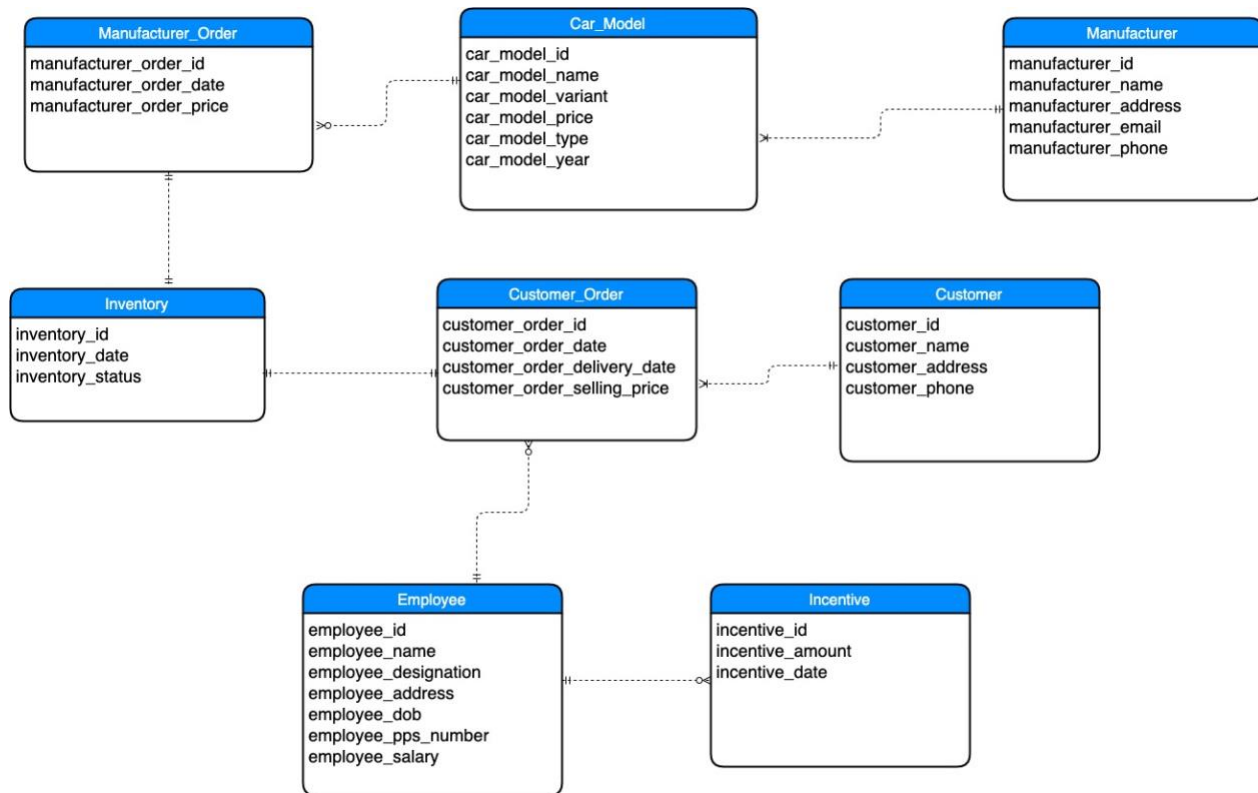 Manufacturer_Order
manufacturer_order_id
manufacturer_order_date
manufacturer_order_price
Car_Model
car_model_id
car_model_name
car_model_variant
car_model_price
car_model_type
car_model_year
Manufacturer
manufacturer_id
manufacturer_name
manufacturer_address
manufacturer_email
manufacturer_phone
Inventory
inventory_id
inventory_date
inventory_status
Customer_Order
customer_order_id
customer_order_date
customer_order_delivery_date
customer_order_selling_price
Customer
customer_id
customer_name
customer_address
customer_phone
Employee
employee_id
employee_name
employee_designation
employee_address
employee_dob
employee_pps_number
employee_salary
Incentive
incentive_id
incentive_amount
incentive_date